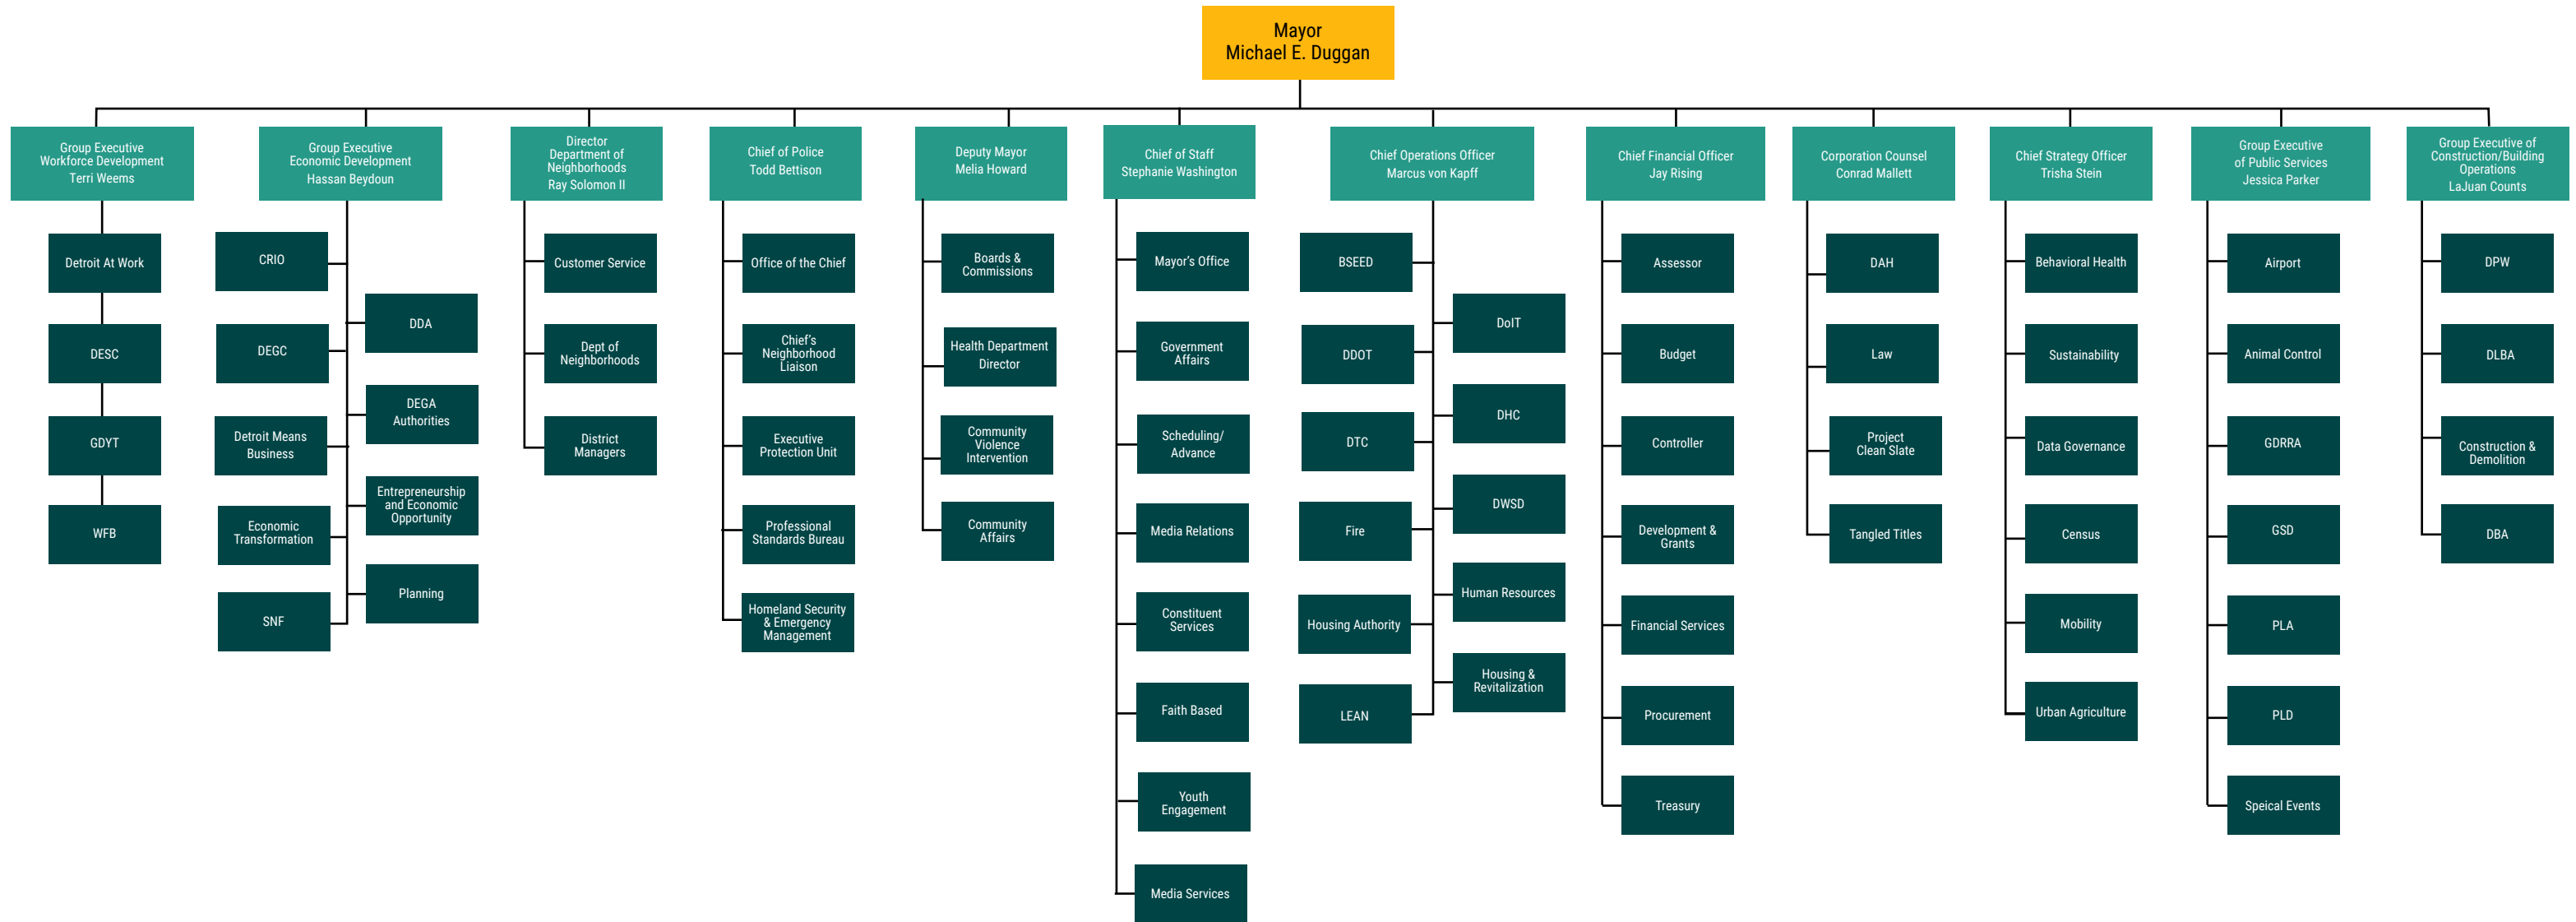 Mayor
Michael E. Duggan
Group Executive
Workforce Development
Terri Weems
Detroit At Work
DESC
GDYT
WFB
Group Executive
Economic Development
Hassan Beydoun
CRIO
DDA
DEGC
DEGA
Authorities
Detroit Means
Business
Entrepreneurship
and Economic
Opportunity
Economic
Transformation
Planning
SNF
Director
Department of
Neighborhoods
Ray Solomon II
Customer Service
Dept of
Neighborhoods
District
Managers
Chief of Police
Todd Bettison
Office of the Chief
Chief's
Neighborhood
Liaison
Executive
Protection Unit
Professional
Standards Bureau
Homeland Security
& Emergency
Management
Deputy Mayor
Melia Howard
Boards &
Commissions
Health Department
Director
Community
Violence
Intervention
Community
Affairs
Chief of Staff
Stephanie Washington
Mayor's Office
Government
Affairs
Scheduling/
Advance
Media Relations
Constituent
Services
Faith Based
Youth
Engagement
Media Services
Chief Operations Officer
Marcus von Kapff
BSEED
DoIT
DDOT
DHC
DTC
DWSD
Fire
Human Resources
Housing Authority
Housing &
Revitalization
LEAN
Chief Financial Officer
Jay Rising
Assessor
Budget
Controller
Development &
Grants
Financial Services
Procurement
Treasury
Corporation Counsel
Conrad Mallett
DAH
Law
Project
Clean Slate
Tangled Titles
Chief Strategy Officer
Trisha Stein
Behavioral Health
Sustainability
Data Governance
Census
Mobility
Urban Agriculture
Group Executive
of Public Services
Jessica Parker
Airport
Animal Control
GDRRA
GSD
PLA
PLD
Speical Events
Group Executive of
Construction/Building
Operations
LaJuan Counts
DPW
DLBA
Construction &
Demolition
DBA